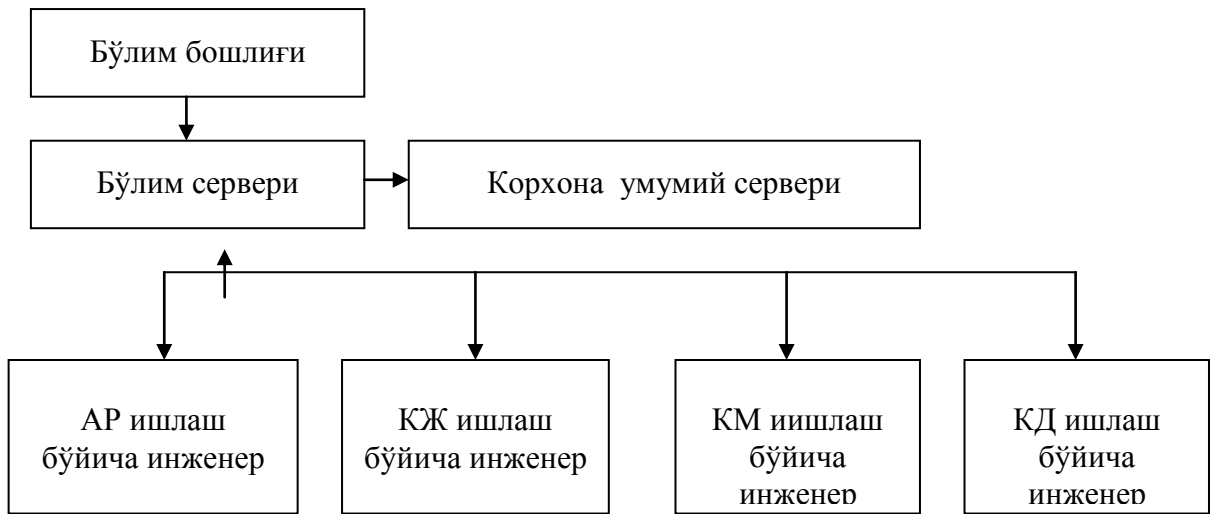 Бўлим бошлиғи
Бўлим сервери
Корхона умумий сервери
АР ишлаш
бўйича инженер
КЖ ишлаш
бўйича инженер
КМ иишлаш
бўйича
инженер
КД ишлаш
бўйича
инженер